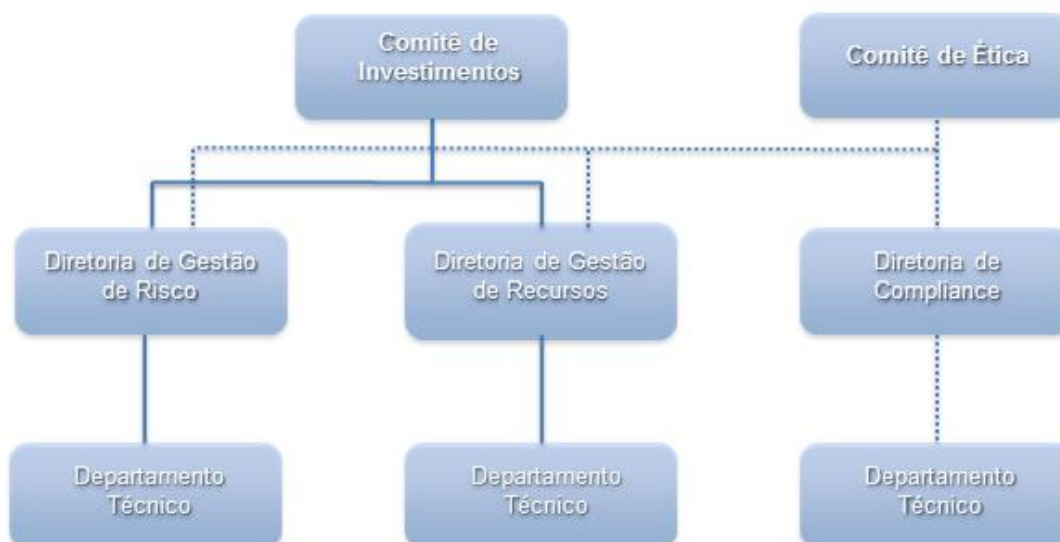 Comitê de
Investimentos
Comitê de Ética
Diretoria de Gestão
de Risco
Diretoria de Gestão
de Recursos
Diretoria de
Compliance
Departamento
Técnico
Departamento
Técnico
Departamento
Técnico